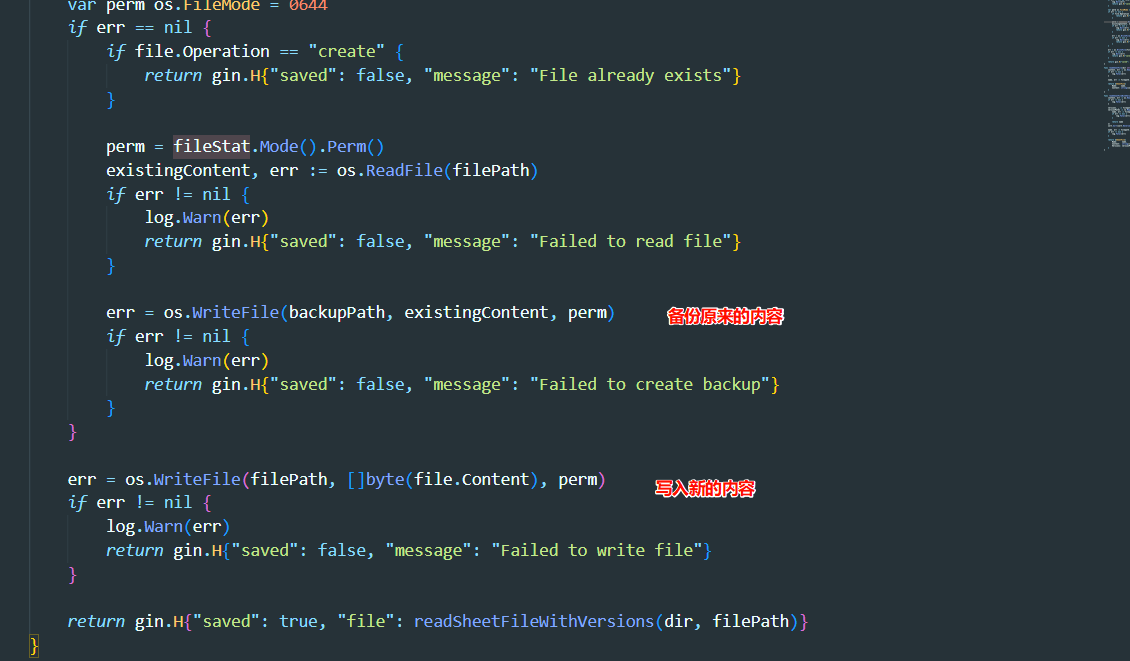 var perm os.FileMode = 0644
if err == nil {
if file.Operation == "create" {
return gin.H{"saved": false, "message": "File already exists"}
}
perm = fileStat.Mode().Perm()
existingContent, err := os.ReadFile(filePath)
if err != nil {
log.Warn(err)
return gin.H{"saved": false, "message": "Failed to read file"}
}
err = os.WriteFile(backupPath, existingContent, perm) 备份原来的内容
if err != nil {
log.Warn(err)
return gin.H{"saved": false, "message": "Failed to create backup"}
}
}
err = os.WriteFile(filePath, []byte(file.Content), perm) 写入新的内容
if err != nil {
log.Warn(err)
return gin.H{"saved": false, "message": "Failed to write file"}
}
return gin.H{"saved": true, "file": readSheetFileWithVersions(dir, filePath)}
}